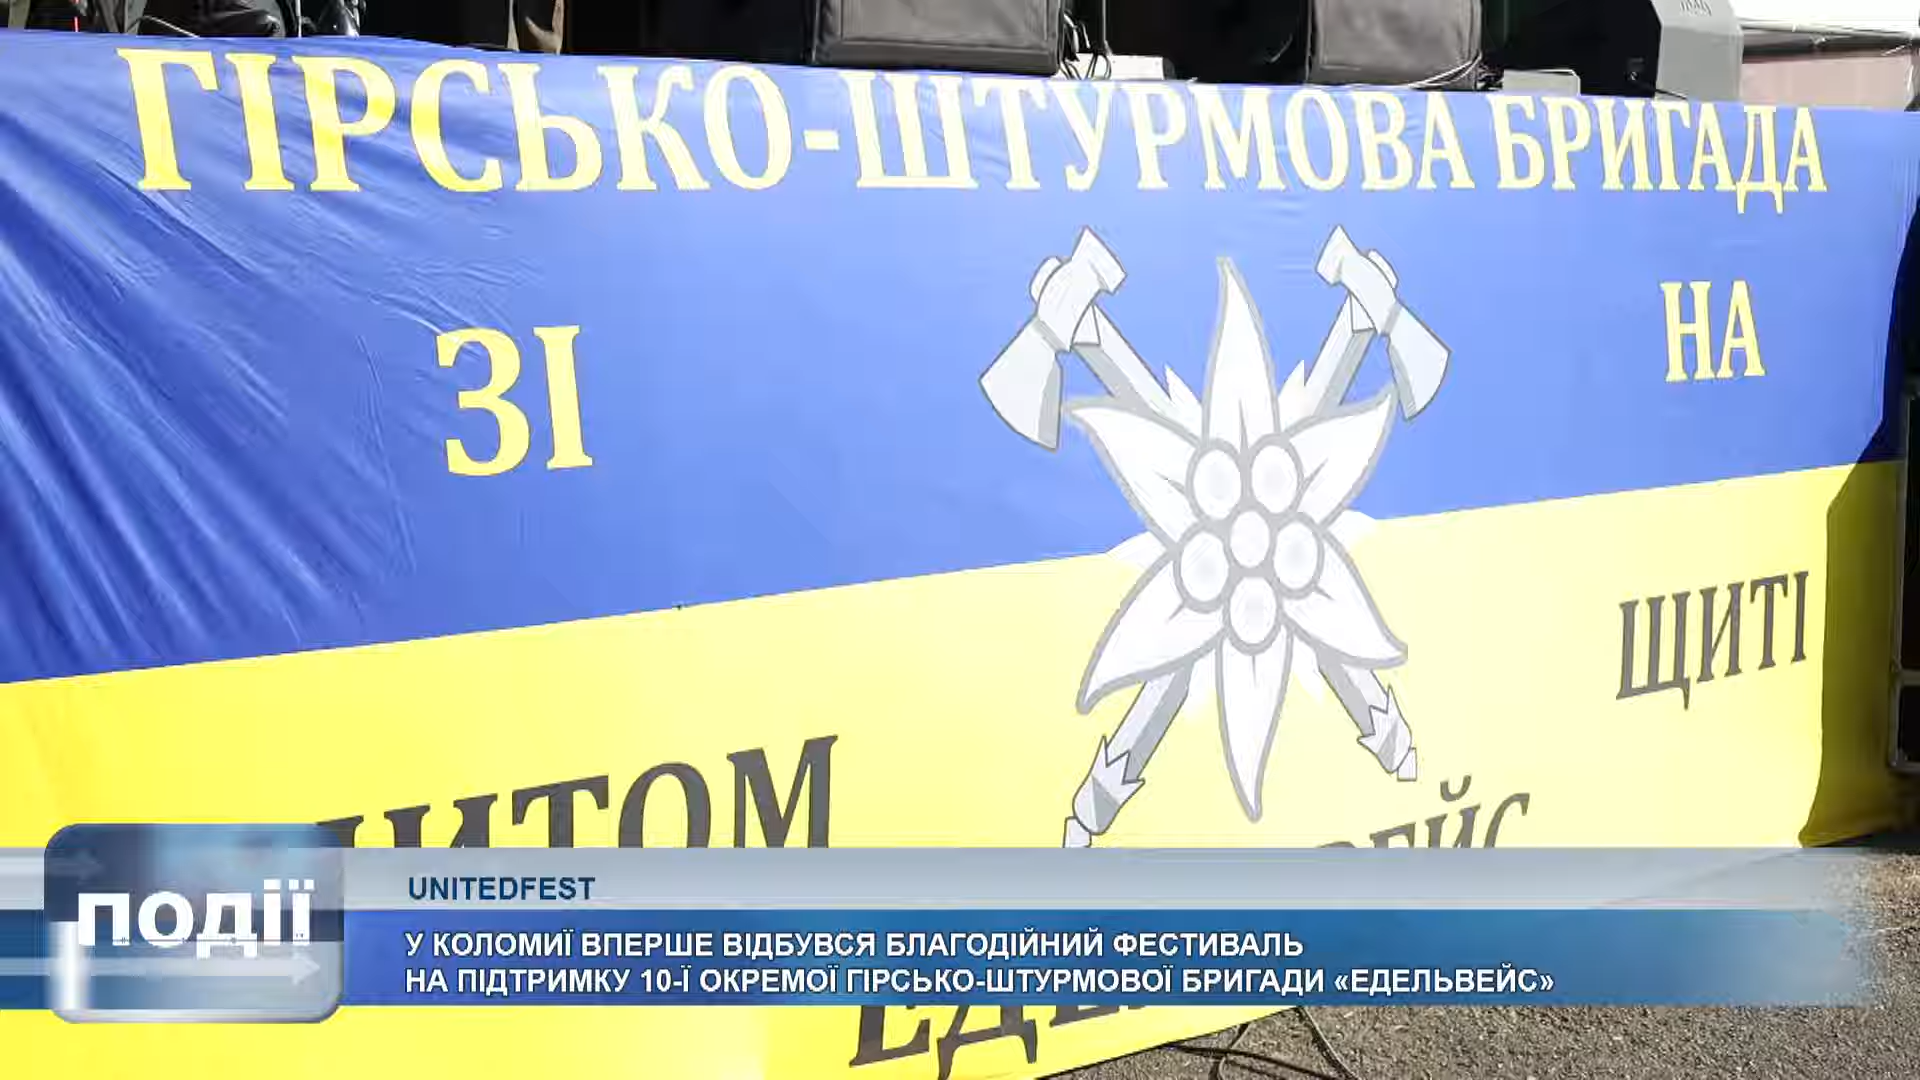 ГІРСЬКО-ШТУРМОВА БРИГАДА
ЗІ
НА
ЩИТІ
події
UNITEDFEST
У КОЛОМИЇ ВПЕРШЕ ВІДБУВСЯ БЛАГОДІЙНИЙ ФЕСТИВАЛЬ
НА ПІДТРИМКУ 10-Ї ОКРЕМОЇ ГІРСЬКО-ШТУРМОВОЇ БРИГАДИ «ЕДЕЛЬВЕЙС»